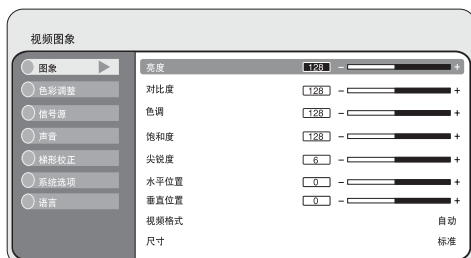 视频图象
图象
色彩调整
信号源
声音
梯形校正
系统选项
语言
亮度 128 - +
对比度 128 - +
色调 128 - +
饱和度 128 - +
尖锐度 6 - +
水平位置 0 - +
垂直位置 0 - +
视频格式 自动
尺寸 标准